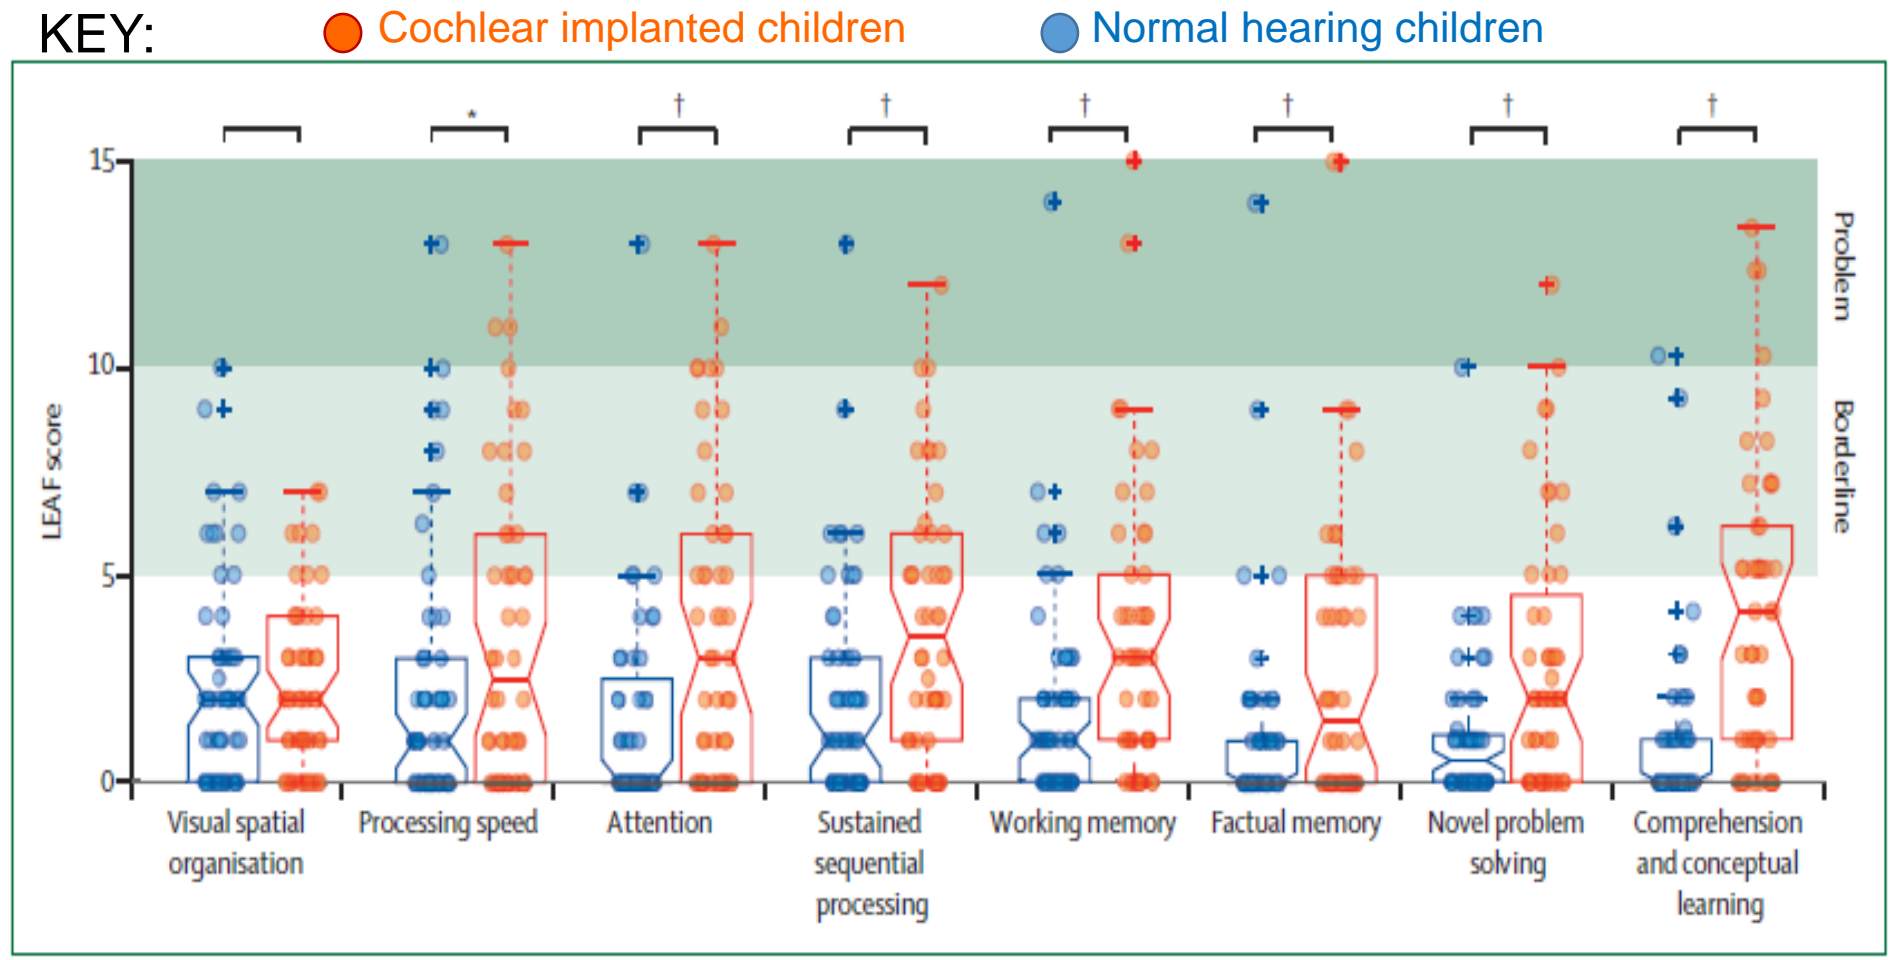 KEY: Cochlear implanted children Normal hearing children
* † † † † † †
15
10
5
0
LEAF score
Problem
Borderline
Visual spatial organisation
Processing speed
Attention
Sustained sequential processing
Working memory
Factual memory
Novel problem solving
Comprehension and conceptual learning